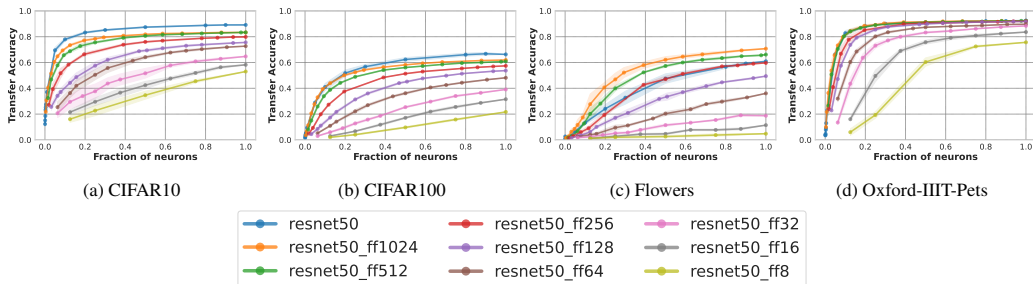 Transfer Accuracy
1.0
0.8
0.6
0.4
0.2
0.0
0.0 0.2 0.4 0.6 0.8 1.0
Fraction of neurons
(a) CIFAR10
Transfer Accuracy
1.0
0.8
0.6
0.4
0.2
0.0
0.0 0.2 0.4 0.6 0.8 1.0
Fraction of neurons
(b) CIFAR100
Transfer Accuracy
1.0
0.8
0.6
0.4
0.2
0.0
0.0 0.2 0.4 0.6 0.8 1.0
Fraction of neurons
(c) Flowers
Transfer Accuracy
1.0
0.8
0.6
0.4
0.2
0.0
0.0 0.2 0.4 0.6 0.8 1.0
Fraction of neurons
(d) Oxford-IIIT-Pets
resnet50 resnet50_ff256 resnet50_ff32
resnet50_ff1024 resnet50_ff128 resnet50_ff16
resnet50_ff512 resnet50_ff64 resnet50_ff8